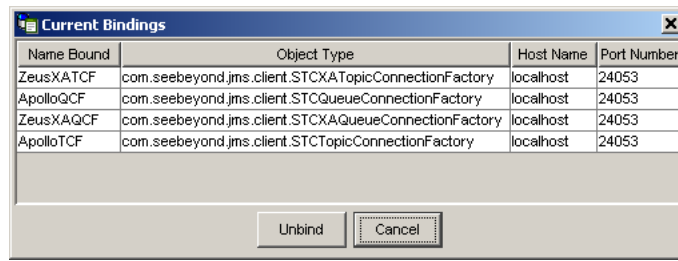 Current Bindings
Name Bound Object Type Host Name Port Number
ZeusXATCF com.seebeyond.jms.client.STCXATopicConnectionFactory localhost 24053
ApolloQCF com.seebeyond.jms.client.STCQueueConnectionFactory localhost 24053
ZeusXAQCF com.seebeyond.jms.client.STCXAQueueConnectionFactory localhost 24053
ApolloTCF com.seebeyond.jms.client.STCTopicConnectionFactory localhost 24053
Unbind Cancel